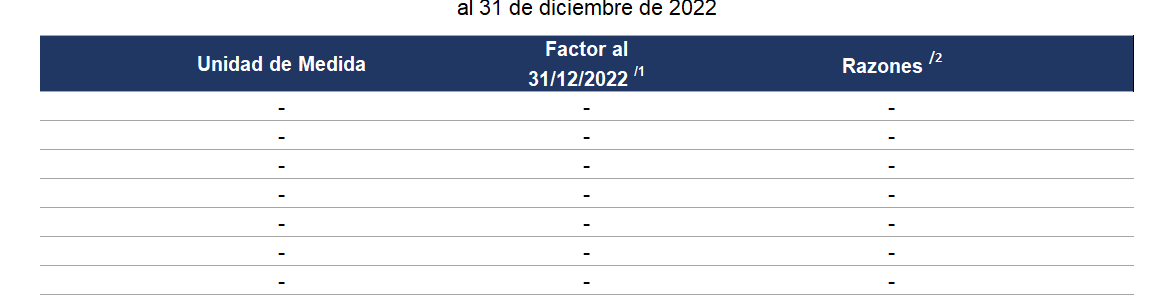 al 31 de diciembre de 2022
Unidad de Medida Factor al 31/12/2022 /1 Razones /2
- - -
- - -
- - -
- - -
- - -
- - -
- - -